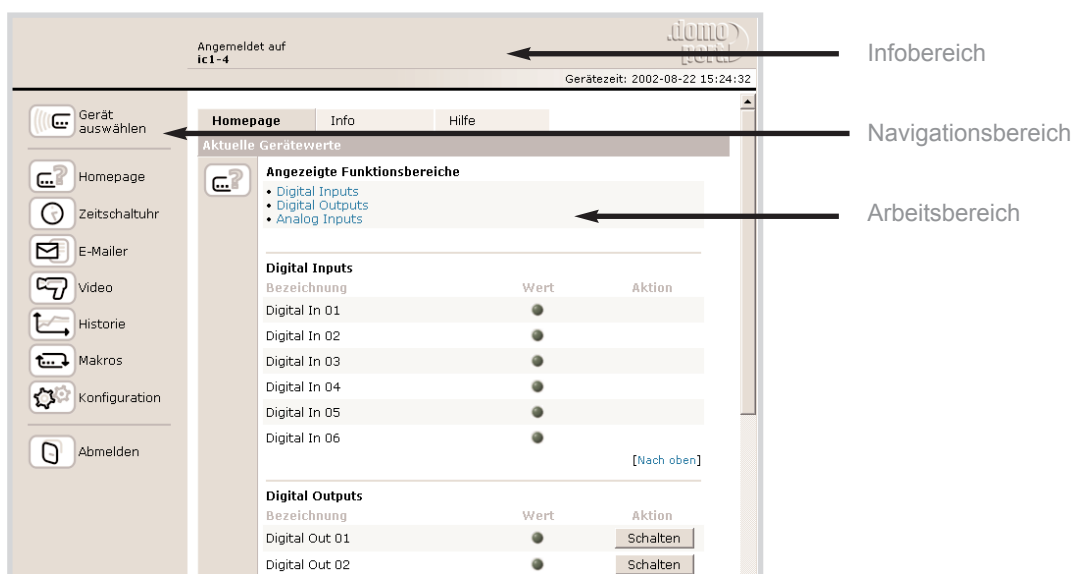 Angemeldet auf
ic1-4
.domo
portal
Gerätezeit: 2002-08-22 15:24:32
Infobereich
Gerät
auswählen
Homepage
Zeitschaltuhr
E-Mailer
Video
Historie
Makros
Konfiguration
Abmelden
Navigationsbereich
Homepage Info Hilfe
Aktuelle Gerätewerte
Angezeigte Funktionsbereiche
• Digital Inputs
• Digital Outputs
• Analog Inputs
Arbeitsbereich
Digital Inputs
Bezeichnung Wert Aktion
Digital In 01
Digital In 02
Digital In 03
Digital In 04
Digital In 05
Digital In 06
[Nach oben]
Digital Outputs
Bezeichnung Wert Aktion
Digital Out 01 Schalten
Digital Out 02 Schalten